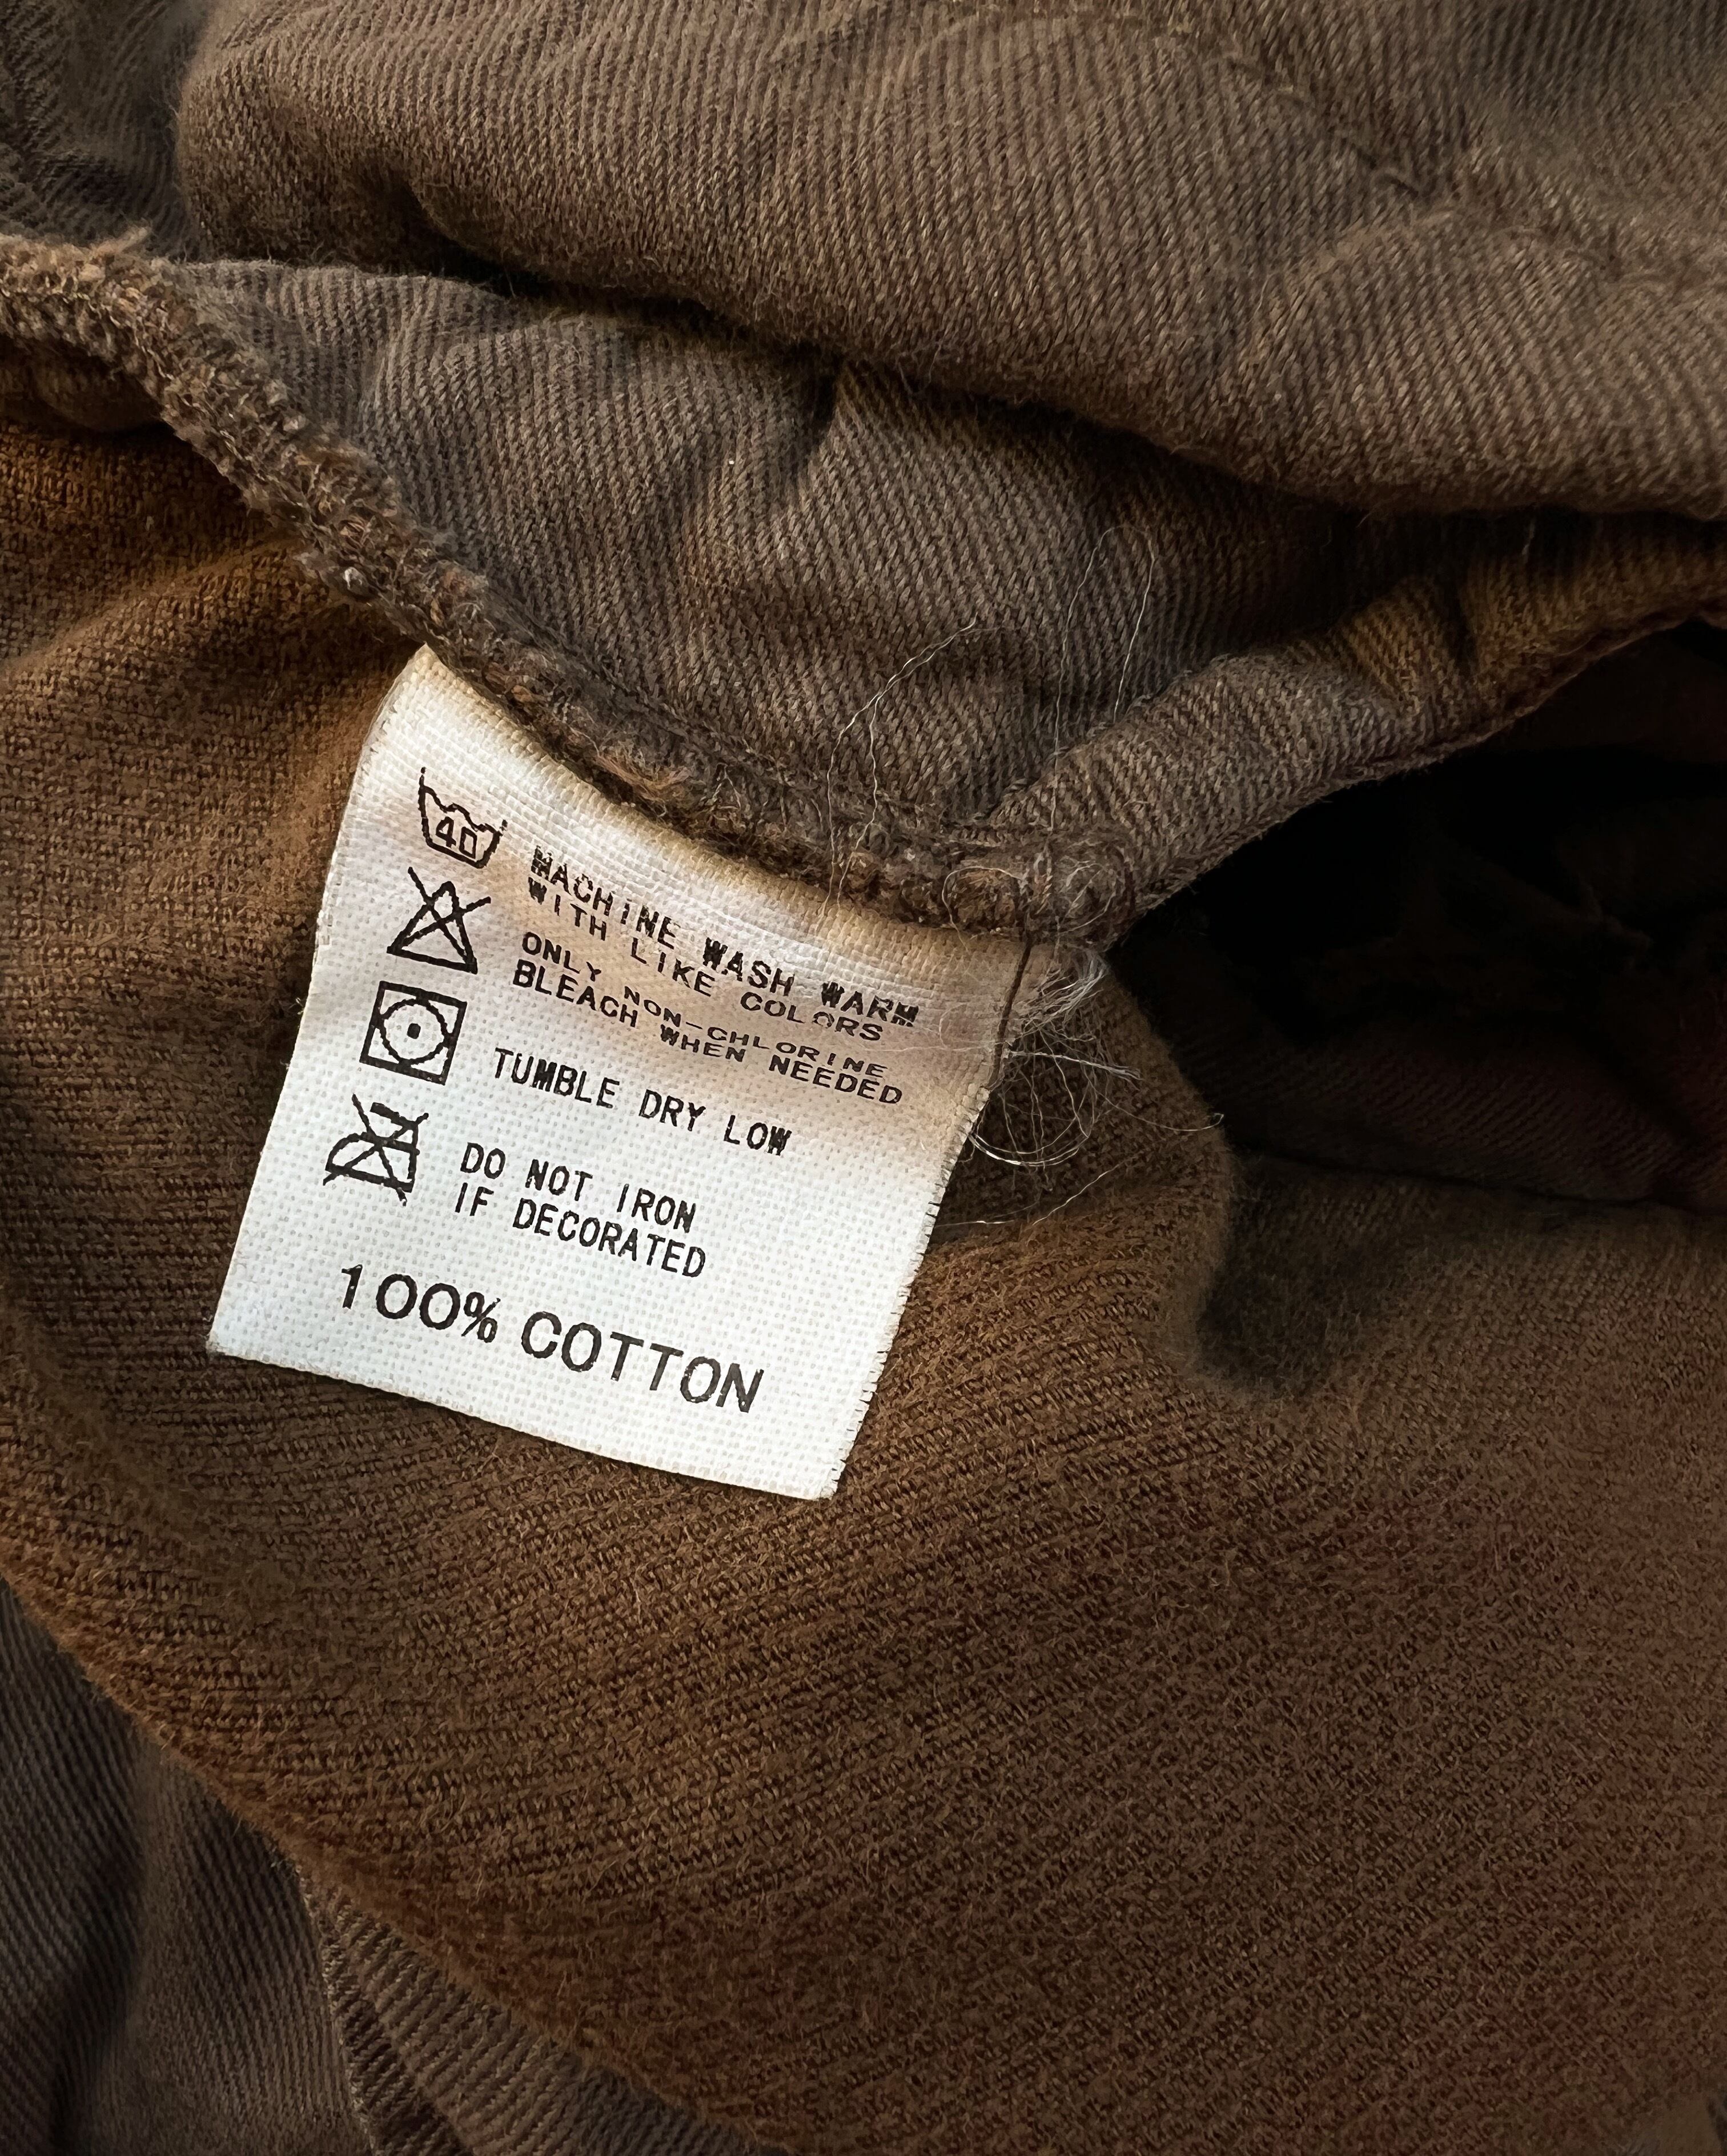 40
MACHINE WASH WARM
WITH LIKE COLORS
ONLY NON-CHLORINE
BLEACH WHEN NEEDED
TUMBLE DRY LOW
DO NOT IRON
IF DECORATED
100% COTTON